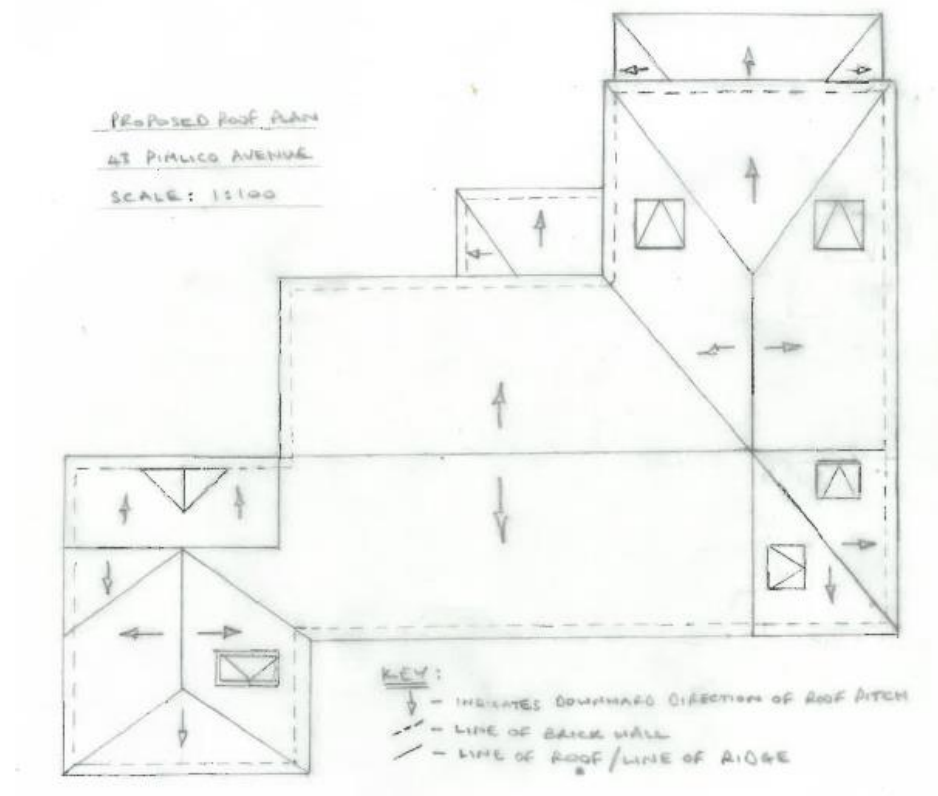 PROPOSED ROOF PLAN
43 PIMLICO AVENUE
SCALE: 1:100
KEY:
- INDICATES DOWNWARD DIRECTION OF ROOF PITCH
- LINE OF BRICK WALL
- LINE OF ROOF/LINE OF RIDGE